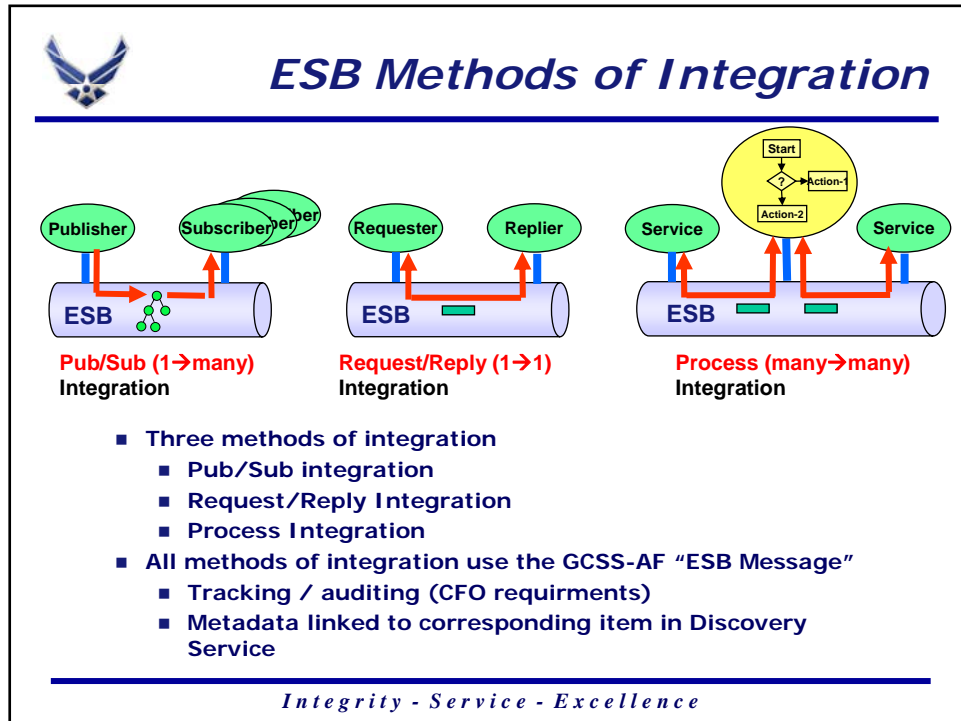 ESB Methods of Integration
Publisher
Subscriber
ber
ber
ESB
Pub/Sub (1→many)
Integration
Requester
Replier
ESB
Request/Reply (1→1)
Integration
Start
?
Action-1
Action-2
Service
Service
ESB
Process (many→many)
Integration
■ Three methods of integration
■ Pub/Sub integration
■ Request/Reply Integration
■ Process Integration
■ All methods of integration use the GCSS-AF “ESB Message”
■ Tracking / auditing (CFO requirments)
■ Metadata linked to corresponding item in Discovery
Service
Integrity - Service - Excellence